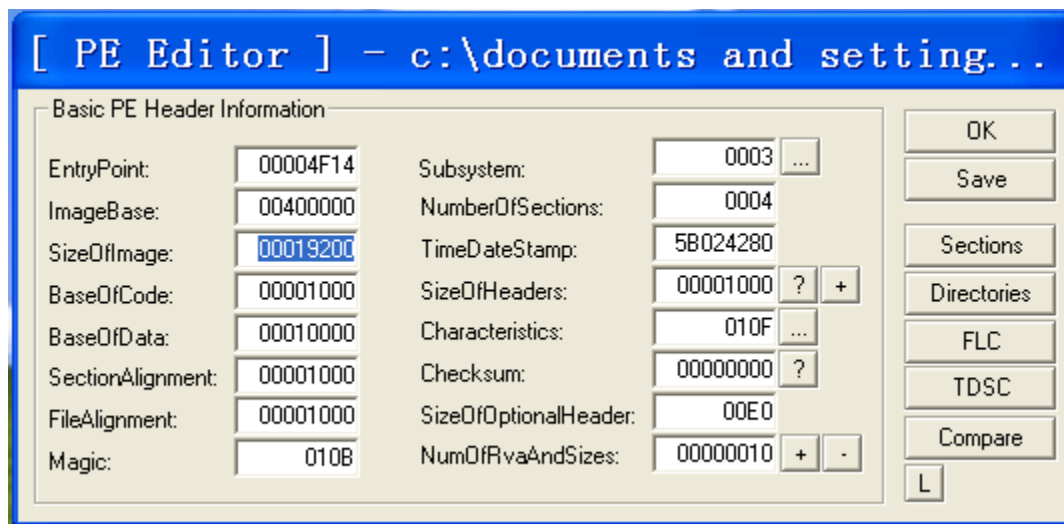 [ PE Editor ] - c:\documents and setting...
Basic PE Header Information
EntryPoint: 00004F14
ImageBase: 00400000
SizeOfImage: 00019200
BaseOfCode: 00001000
BaseOfData: 00010000
SectionAlignment: 00001000
FileAlignment: 00001000
Magic: 010B
Subsystem: 0003 ...
NumberOfSections: 0004
TimeDateStamp: 5B024280
SizeOfHeaders: 00001000 ? +
Characteristics: 010F ...
Checksum: 00000000 ?
SizeOfOptionalHeader: 00E0
NumOfRvaAndSizes: 00000010 + -
OK
Save
Sections
Directories
FLC
TDSC
Compare
L